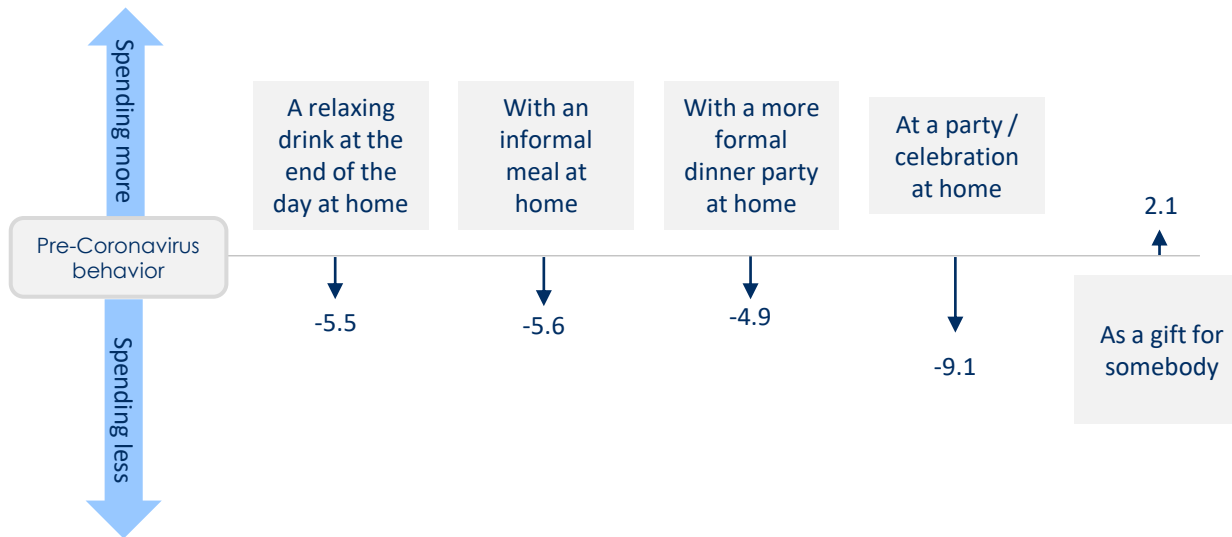 Spending more
A relaxing
drink at the
end of the
day at home
With an
informal
meal at
home
With a more
formal
dinner party
at home
At a party /
celebration
at home
2.1
Pre-Coronavirus
behavior
-5.5
-5.6
-4.9
-9.1
As a gift for
somebody
Spending less